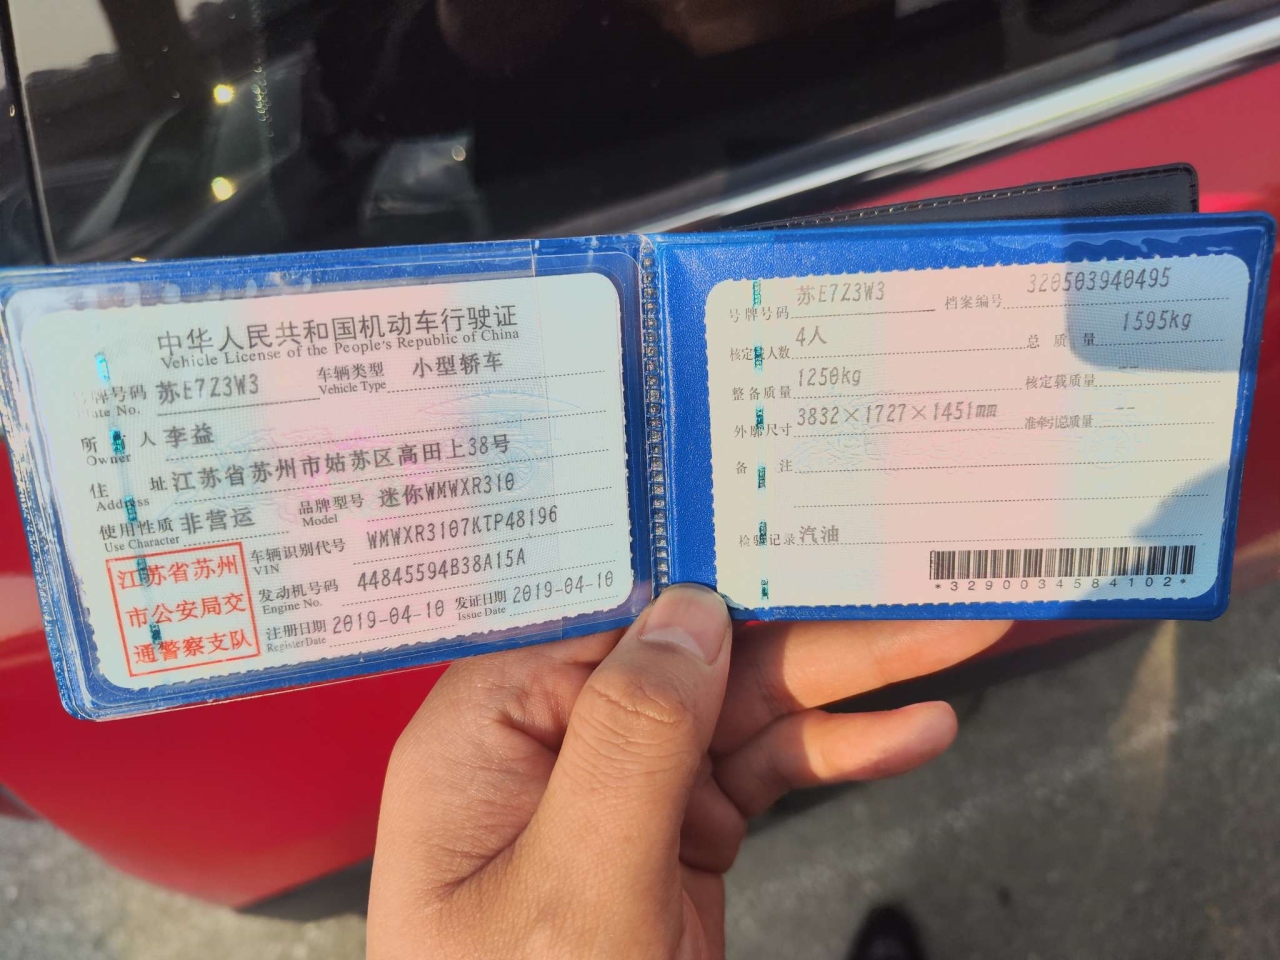 中华人民共和国机动车行驶证
Vehicle License of the People's Republic of China
号牌号码 苏E7Z3W3 车辆类型 小型轿车
Plate No. Vehicle Type
所 人 李益
Owner
住 址 江苏省苏州市姑苏区高田上38号
Address
使用性质 非营运 品牌型号 迷你WMWXR310
Use Character Model
江苏省苏州
市公安局交
通警察支队
车辆识别代号 WMWXR3107KTP48196
VIN
发动机号码 44845594B38A15A
Engine No.
注册日期 2019-04-10 发证日期 2019-04-10
Register Date Issue Date
号牌号码 苏E7Z3W3 档案编号 320503940495
核定载人数 4人 总质量 1595kg
整备质量 1250kg 核定载质量 --
外廓尺寸 3832×1727×1451mm 准牵引总质量 --
备 注
检验记录 汽油
*3290034584102*